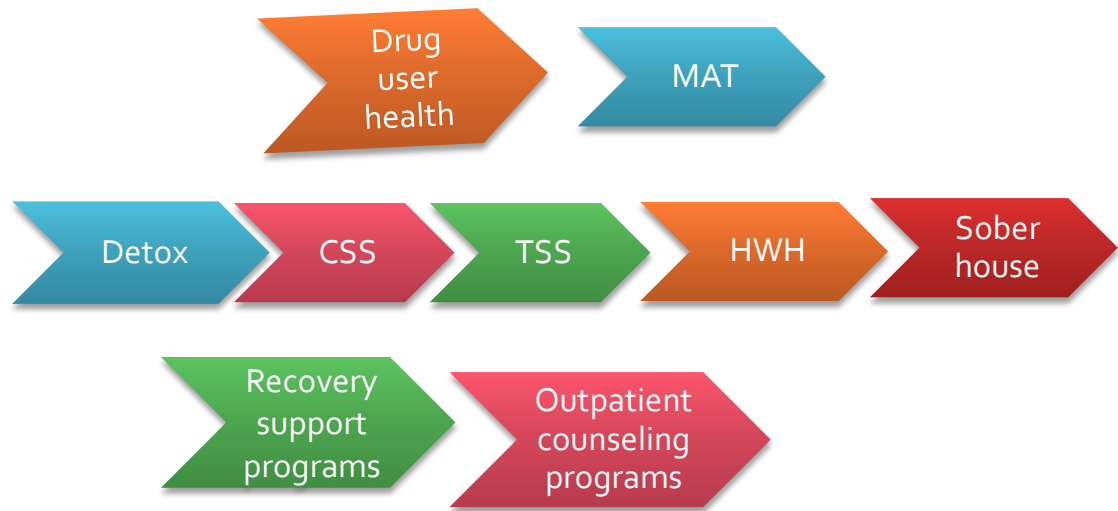 Drug
user
health
MAT
Detox
CSS
TSS
HWH
Sober
house
Recovery
support
programs
Outpatient
counseling
programs